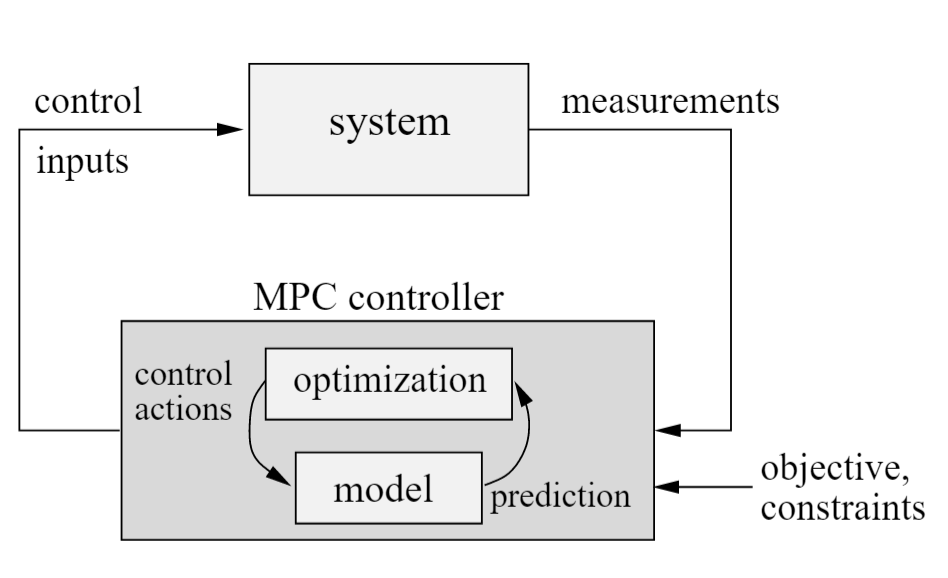 control
inputs
system
measurements
MPC controller
control
actions
optimization
model
prediction
objective,
constraints